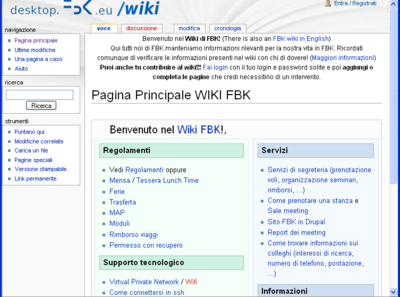 desktop.FBK.eu/wiki
Entra / Registrati
voce discussione modifica cronologia
navigazione
Pagina principale
Ultime modifiche
Una pagina a caso
Aiuto
ricerca
Ricerca
strumenti
Puntano qui
Modifiche correlate
Carica un file
Pagine speciali
Versione stampabile
Link permanente
Benvenuto nel Wiki di FBK! (There is also an FBK wiki in English)
Qui tutti noi di FBK manteniamo informazioni rilevanti per la nostra vita in FBK. Ricordati
comunque di verificare le informazioni presenti nel wiki con chi di dovere! (Maggiori informazioni)
Puoi anche tu contribuire al wiki!!! Fai login con il tuo login e password solite e poi aggiungi o
completa le pagine che credi necessitino di un intervento.
Pagina Principale WIKI FBK
Benvenuto nel Wiki FBK!,
Regolamenti
Vedi Regolamenti oppure
Mensa / Tessera Lunch Time
Ferie
Trasferta
MAP
Moduli
Rimborso viaggi
Permesso con recupero
Supporto tecnologico
Virtual Private Network / Wifi
Come connettersi in ssh
Servizi
Servizi di segreteria (prenotazione
voli, organizzazione seminari,
rimborsi, ...)
Come prenotare una stanza e
Sale meeting
Sito FBK in Drupal
Report dei meeting
Come trovare informazioni sui
colleghi (interessi di ricerca,
numero di telefono, postazione,
...)
Informazioni